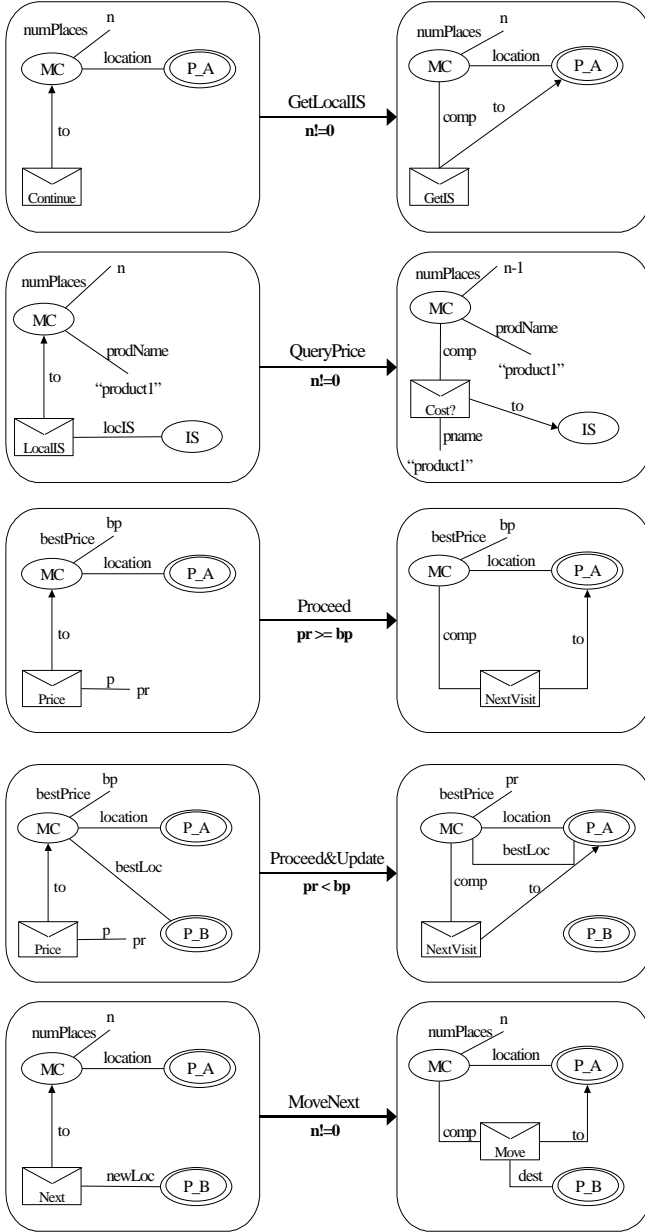 n
numPlaces
MC
location
P_A
to
Continue
GetLocalIS
n!=0
n
numPlaces
MC
location
P_A
to
comp
GetIS
n
numPlaces
MC
prodName
to
“product1”
LocalIS
locIS
IS
QueryPrice
n!=0
n-1
numPlaces
MC
prodName
comp
“product1”
Cost?
to
IS
pname
“product1”
bp
bestPrice
MC
location
P_A
to
Price
p
pr
Proceed
pr >= bp
bp
bestPrice
MC
location
P_A
comp
to
NextVisit
bp
bestPrice
MC
location
P_A
bestLoc
to
Price
p
pr
P_B
Proceed&Update
pr < bp
pr
bestPrice
MC
location
P_A
bestLoc
comp
to
NextVisit
P_B
n
numPlaces
MC
location
P_A
to
Next
newLoc
P_B
MoveNext
n!=0
n
numPlaces
MC
location
P_A
comp
Move
to
dest
P_B